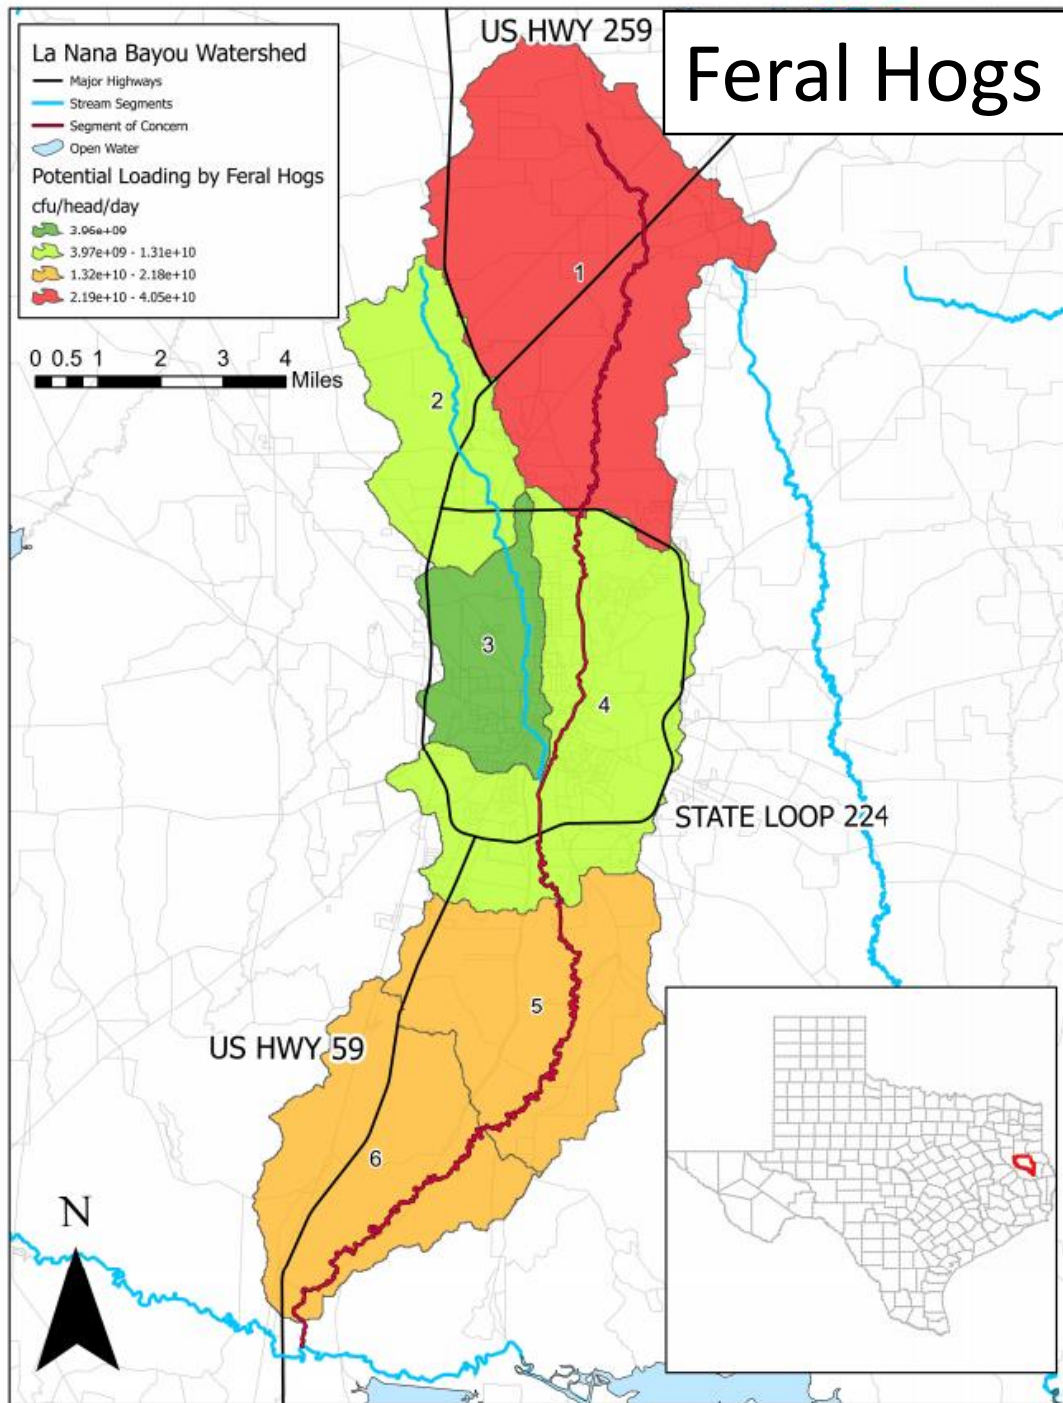 US HWY 259
Feral Hogs
La Nana Bayou Watershed
Major Highways
Stream Segments
Segment of Concern
Open Water
Potential Loading by Feral Hogs
cfu/head/day
3.96e+09
3.97e+09 - 1.31e+10
1.32e+10 - 2.18e+10
2.19e+10 - 4.05e+10
0 0.5 1 2 3 4
Miles
1
2
3
4
STATE LOOP 224
5
US HWY 59
6
N